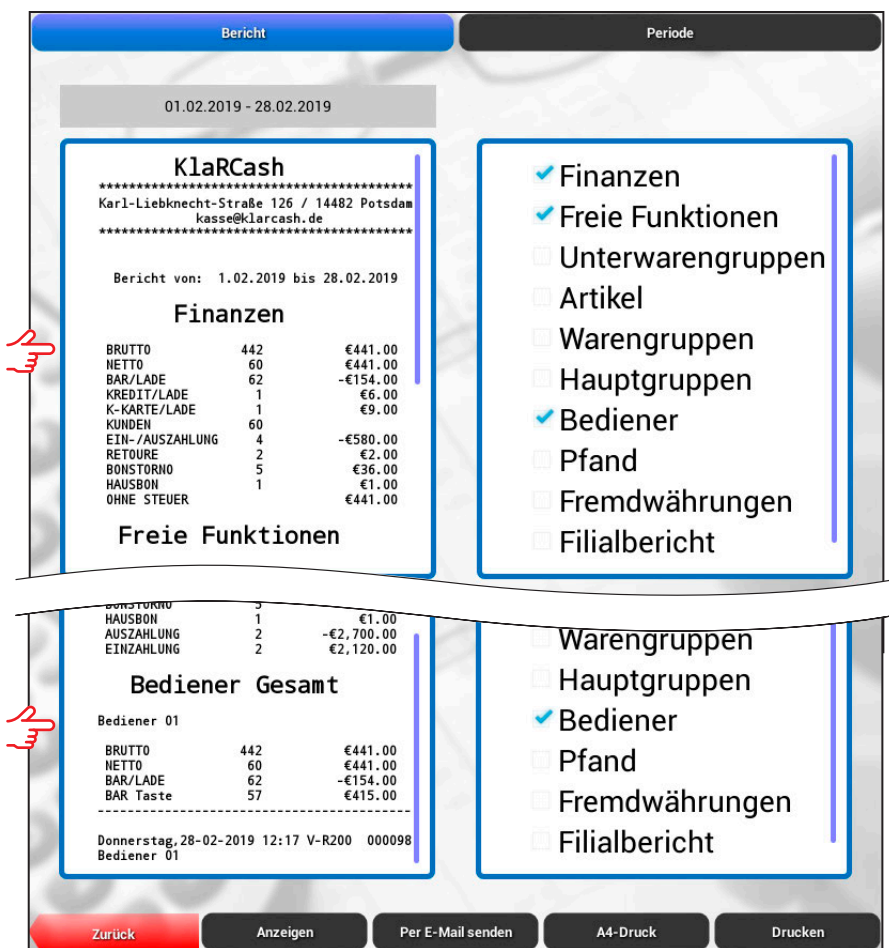 Bericht
Periode
01.02.2019 - 28.02.2019
KlaRCash
******************************************
Karl-Liebknecht-Straße 126 / 14482 Potsdam
kasse@klarcash.de
******************************************
Bericht von: 1.02.2019 bis 28.02.2019
Finanzen
BRUTTO 442 €441.00
NETTO 60 €441.00
BAR/LADE 62 -€154.00
KREDIT/LADE 1 €6.00
K-KARTE/LADE 1 €9.00
KUNDEN 60
EIN-/AUSZAHLUNG 4 -€580.00
RETOURE 2 €2.00
BONSTORNO 5 €36.00
HAUSBON 1 €1.00
OHNE STEUER €441.00
Freie Funktionen
Finanzen
Freie Funktionen
Unterwarengruppen
Artikel
Warengruppen
Hauptgruppen
Bediener
Pfand
Fremdwährungen
Filialbericht
BONSTORNO 5
HAUSBON 1 €1.00
AUSZAHLUNG 2 -€2,700.00
EINZAHLUNG 2 €2,120.00
Bediener Gesamt
Bediener 01
BRUTTO 442 €441.00
NETTO 60 €441.00
BAR/LADE 62 -€154.00
BAR Taste 57 €415.00
------------------------------------------
Donnerstag,28-02-2019 12:17 V-R200 000098
Bediener 01
Warengruppen
Hauptgruppen
Bediener
Pfand
Fremdwährungen
Filialbericht
Zurück
Anzeigen
Per E-Mail senden
A4-Druck
Drucken